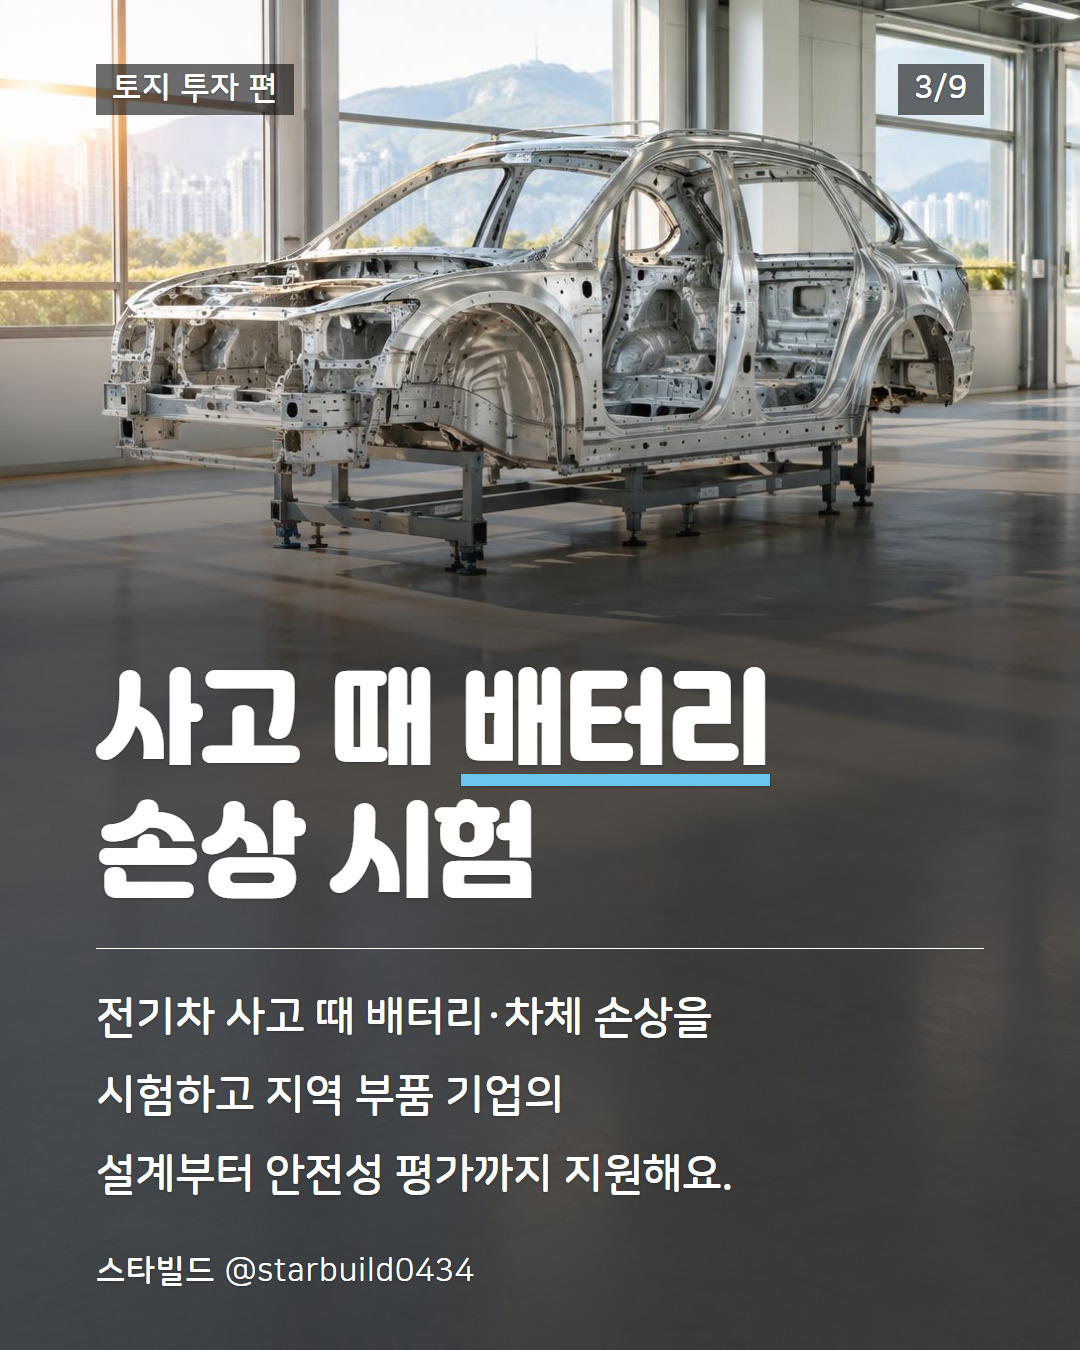 토지 투자 편
3/9
사고 때 배터리
손상 시험
전기차 사고 때 배터리·차체 손상을
시험하고 지역 부품 기업의
설계부터 안전성 평가까지 지원해요.
스타빌드 @starbuild0434